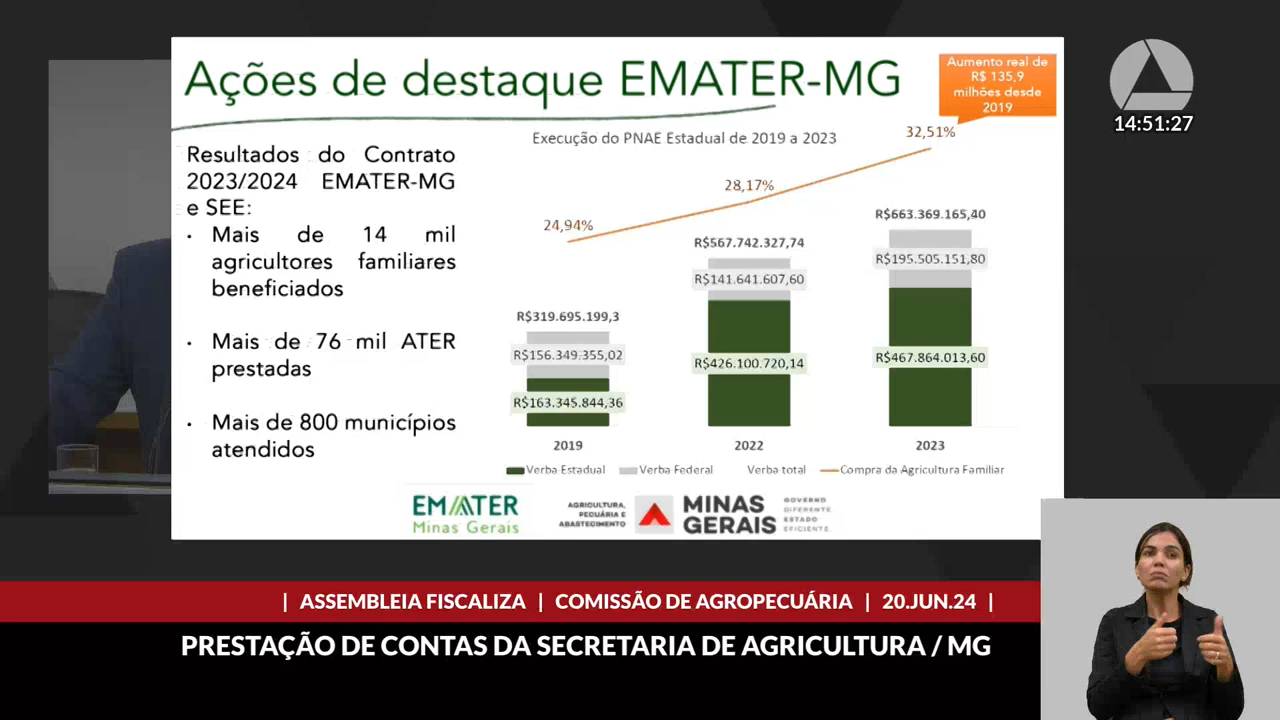 Ações de destaque EMATER-MG
Aumento real de
R$ 135,9
milhões desde
2019
14:51:27
Resultados do Contrato
2023/2024 EMATER-MG
e SEE:
• Mais de 14 mil
agricultores familiares
beneficiados
• Mais de 76 mil ATER
prestadas
• Mais de 800 municípios
atendidos
Execução do PNAE Estadual de 2019 a 2023
24,94%
28,17%
32,51%
R$319.695.199,3
R$156.349.355,02
R$163.345.844,36
R$567.742.327,74
R$141.641.607,60
R$426.100.720,14
R$663.369.165,40
R$195.505.151,80
R$467.864.013,60
2019 2022 2023
Verba Estadual Verba Federal Verba total Compra da Agricultura Familiar
EMATER
Minas Gerais
AGRICULTURA,
PECUÁRIA E
ABASTECIMENTO
MINAS
GERAIS
GOVERNO
DIFERENTE
ESTADO
EFICIENTE.
| ASSEMBLEIA FISCALIZA | COMISSÃO DE AGROPECUÁRIA | 20.JUN.24 |
PRESTAÇÃO DE CONTAS DA SECRETARIA DE AGRICULTURA / MG